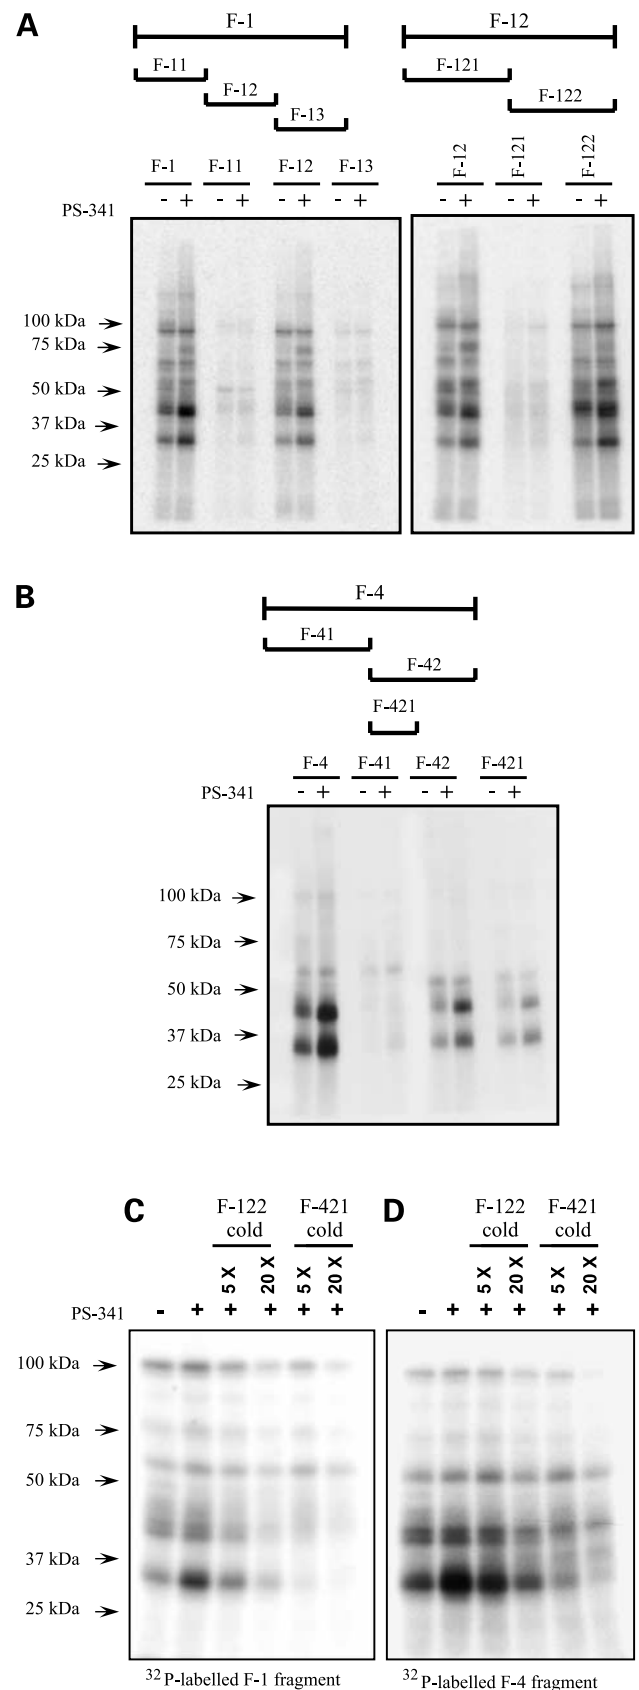 A
F-1
F-12
F-11
F-12
F-13
F-121
F-122
F-1 F-11 F-12 F-13
F-12 F-121 F-122
PS-341 - + - + - + - + - + - + - +
100 kDa
75 kDa
50 kDa
37 kDa
25 kDa
B
F-4
F-41
F-42
F-421
F-4 F-41 F-42 F-421
PS-341 - + - + - + - +
100 kDa
75 kDa
50 kDa
37 kDa
25 kDa
C
F-122 cold
F-421 cold
5 X 20 X 5 X 20 X
PS-341 - + + + + +
D
F-122 cold
F-421 cold
5 X 20 X 5 X 20 X
- + + + + +
100 kDa
75 kDa
50 kDa
37 kDa
25 kDa
32 P-labelled F-1 fragment
32 P-labelled F-4 fragment